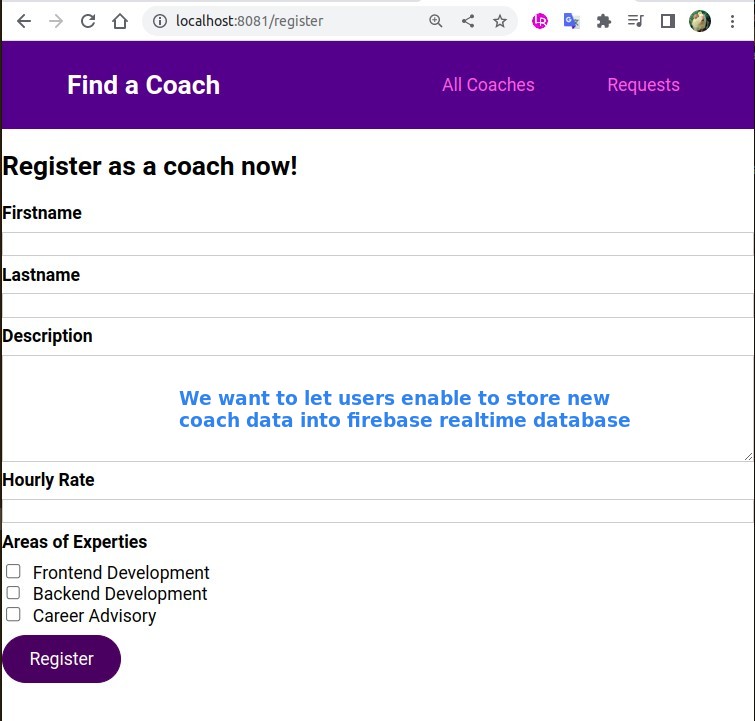 localhost:8081/register
Find a Coach All Coaches Requests
Register as a coach now!
Firstname
Lastname
Description
We want to let users enable to store new
coach data into firebase realtime database
Hourly Rate
Areas of Experties
Frontend Development
Backend Development
Career Advisory
Register